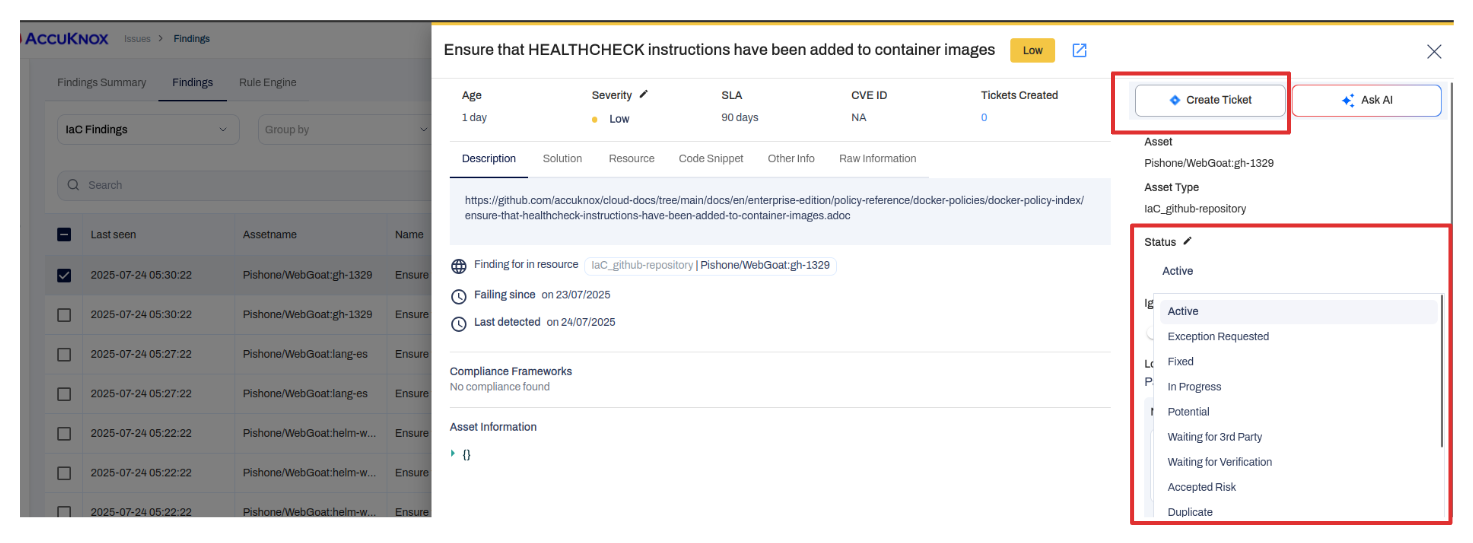 ACCUKNOX Issues > Findings
Findings Summary Findings Rule Engine
IaC Findings Group by
Search
Last seen Assetname Name
2025-07-24 05:30:22 Pishone/WebGoat:gh-1329 Ensure
2025-07-24 05:30:22 Pishone/WebGoat:gh-1329 Ensure
2025-07-24 05:27:22 Pishone/WebGoat:lang-es Ensure
2025-07-24 05:27:22 Pishone/WebGoat:lang-es Ensure
2025-07-24 05:22:22 Pishone/WebGoat:helm-w... Ensure
2025-07-24 05:22:22 Pishone/WebGoat:helm-w... Ensure
2025-07-24 05:22:22 Pishone/WebGoat:helm-w... Ensure
Ensure that HEALTHCHECK instructions have been added to container images Low
Age Severity SLA CVE ID Tickets Created
1 day Low 90 days NA 0
Description Solution Resource Code Snippet Other Info Raw Information
https://github.com/accuknox/cloud-docs/tree/main/docs/en/enterprise-edition/policy-reference/docker-policies/docker-policy-index/
ensure-that-healthcheck-instructions-have-been-added-to-container-images.adoc
Finding for in resource IaC_github-repository | Pishone/WebGoat:gh-1329
Failing since on 23/07/2025
Last detected on 24/07/2025
Compliance Frameworks
No compliance found
Asset Information
{}
Create Ticket Ask AI
Asset
Pishone/WebGoat:gh-1329
Asset Type
IaC_github-repository
Status
Active
Active
Exception Requested
Fixed
In Progress
Potential
Waiting for 3rd Party
Waiting for Verification
Accepted Risk
Duplicate